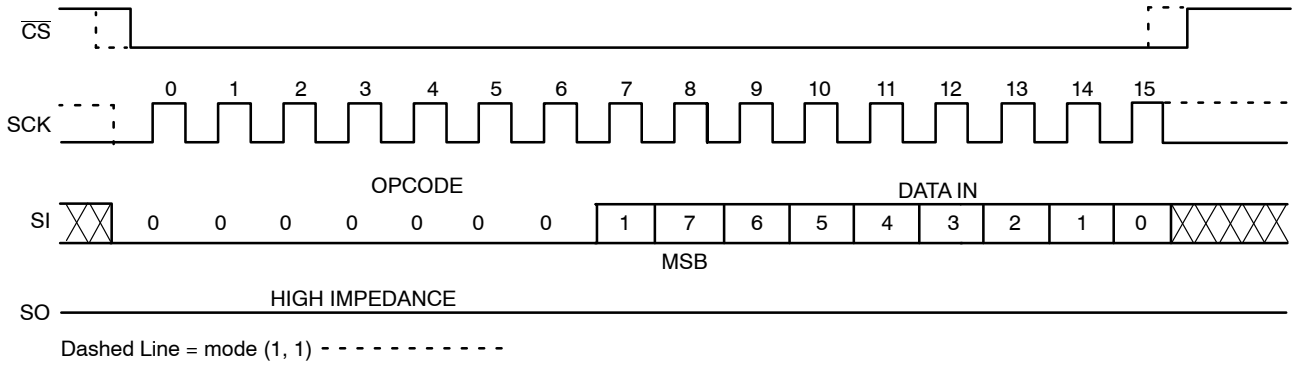 CS
0 1 2 3 4 5 6 7 8 9 10 11 12 13 14 15
SCK
OPCODE DATA IN
SI 0 0 0 0 0 0 0 1 7 6 5 4 3 2 1 0
MSB
HIGH IMPEDANCE
SO
Dashed Line = mode (1, 1)